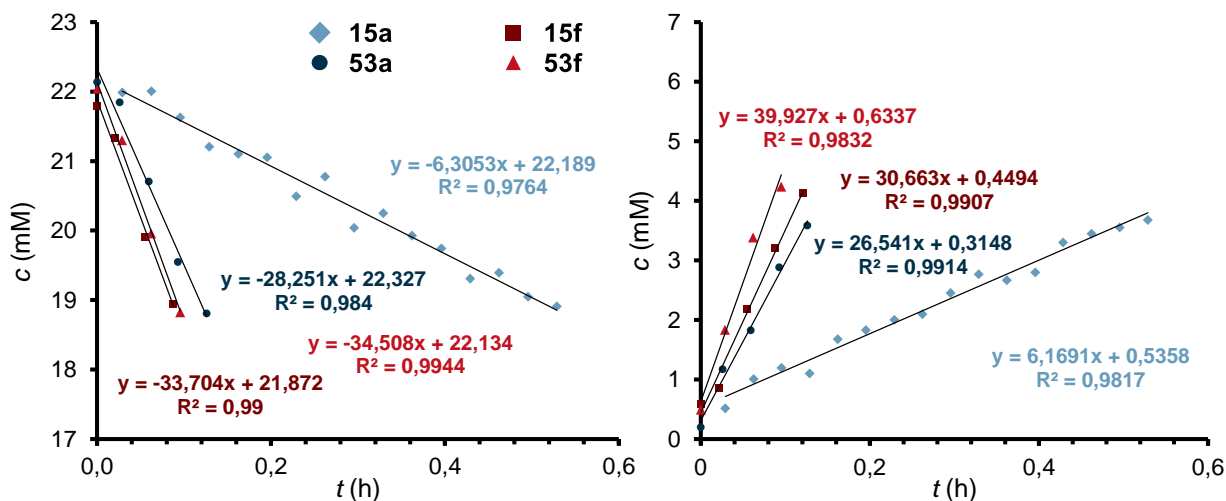 23
22
21
20
19
18
17
c (mM)
0,0
0,2
0,4
0,6
t (h)
15a
15f
53a
53f
y = -6,3053x + 22,189
R² = 0,9764
y = -28,251x + 22,327
R² = 0,984
y = -34,508x + 22,134
R² = 0,9944
y = -33,704x + 21,872
R² = 0,99
7
6
5
4
3
2
1
0
c (mM)
0
0,2
0,4
0,6
t (h)
y = 39,927x + 0,6337
R² = 0,9832
y = 30,663x + 0,4494
R² = 0,9907
y = 26,541x + 0,3148
R² = 0,9914
y = 6,1691x + 0,5358
R² = 0,9817